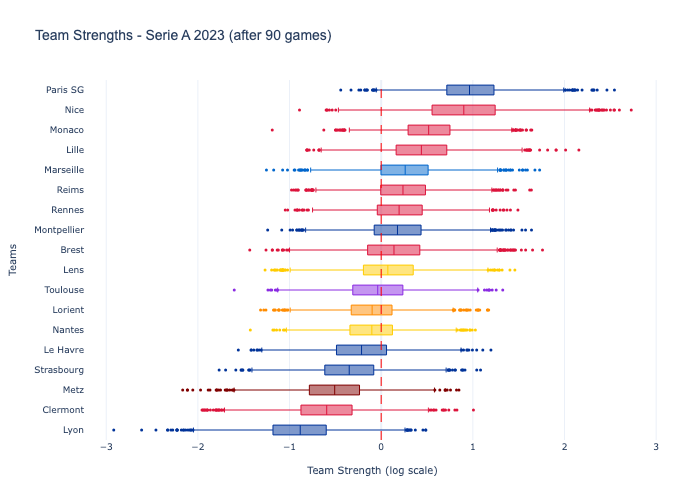 Team Strengths - Serie A 2023 (after 90 games)
Teams
Paris SG
Nice
Monaco
Lille
Marseille
Reims
Rennes
Montpellier
Brest
Lens
Toulouse
Lorient
Nantes
Le Havre
Strasbourg
Metz
Clermont
Lyon
−3 −2 −1 0 1 2 3
Team Strength (log scale)